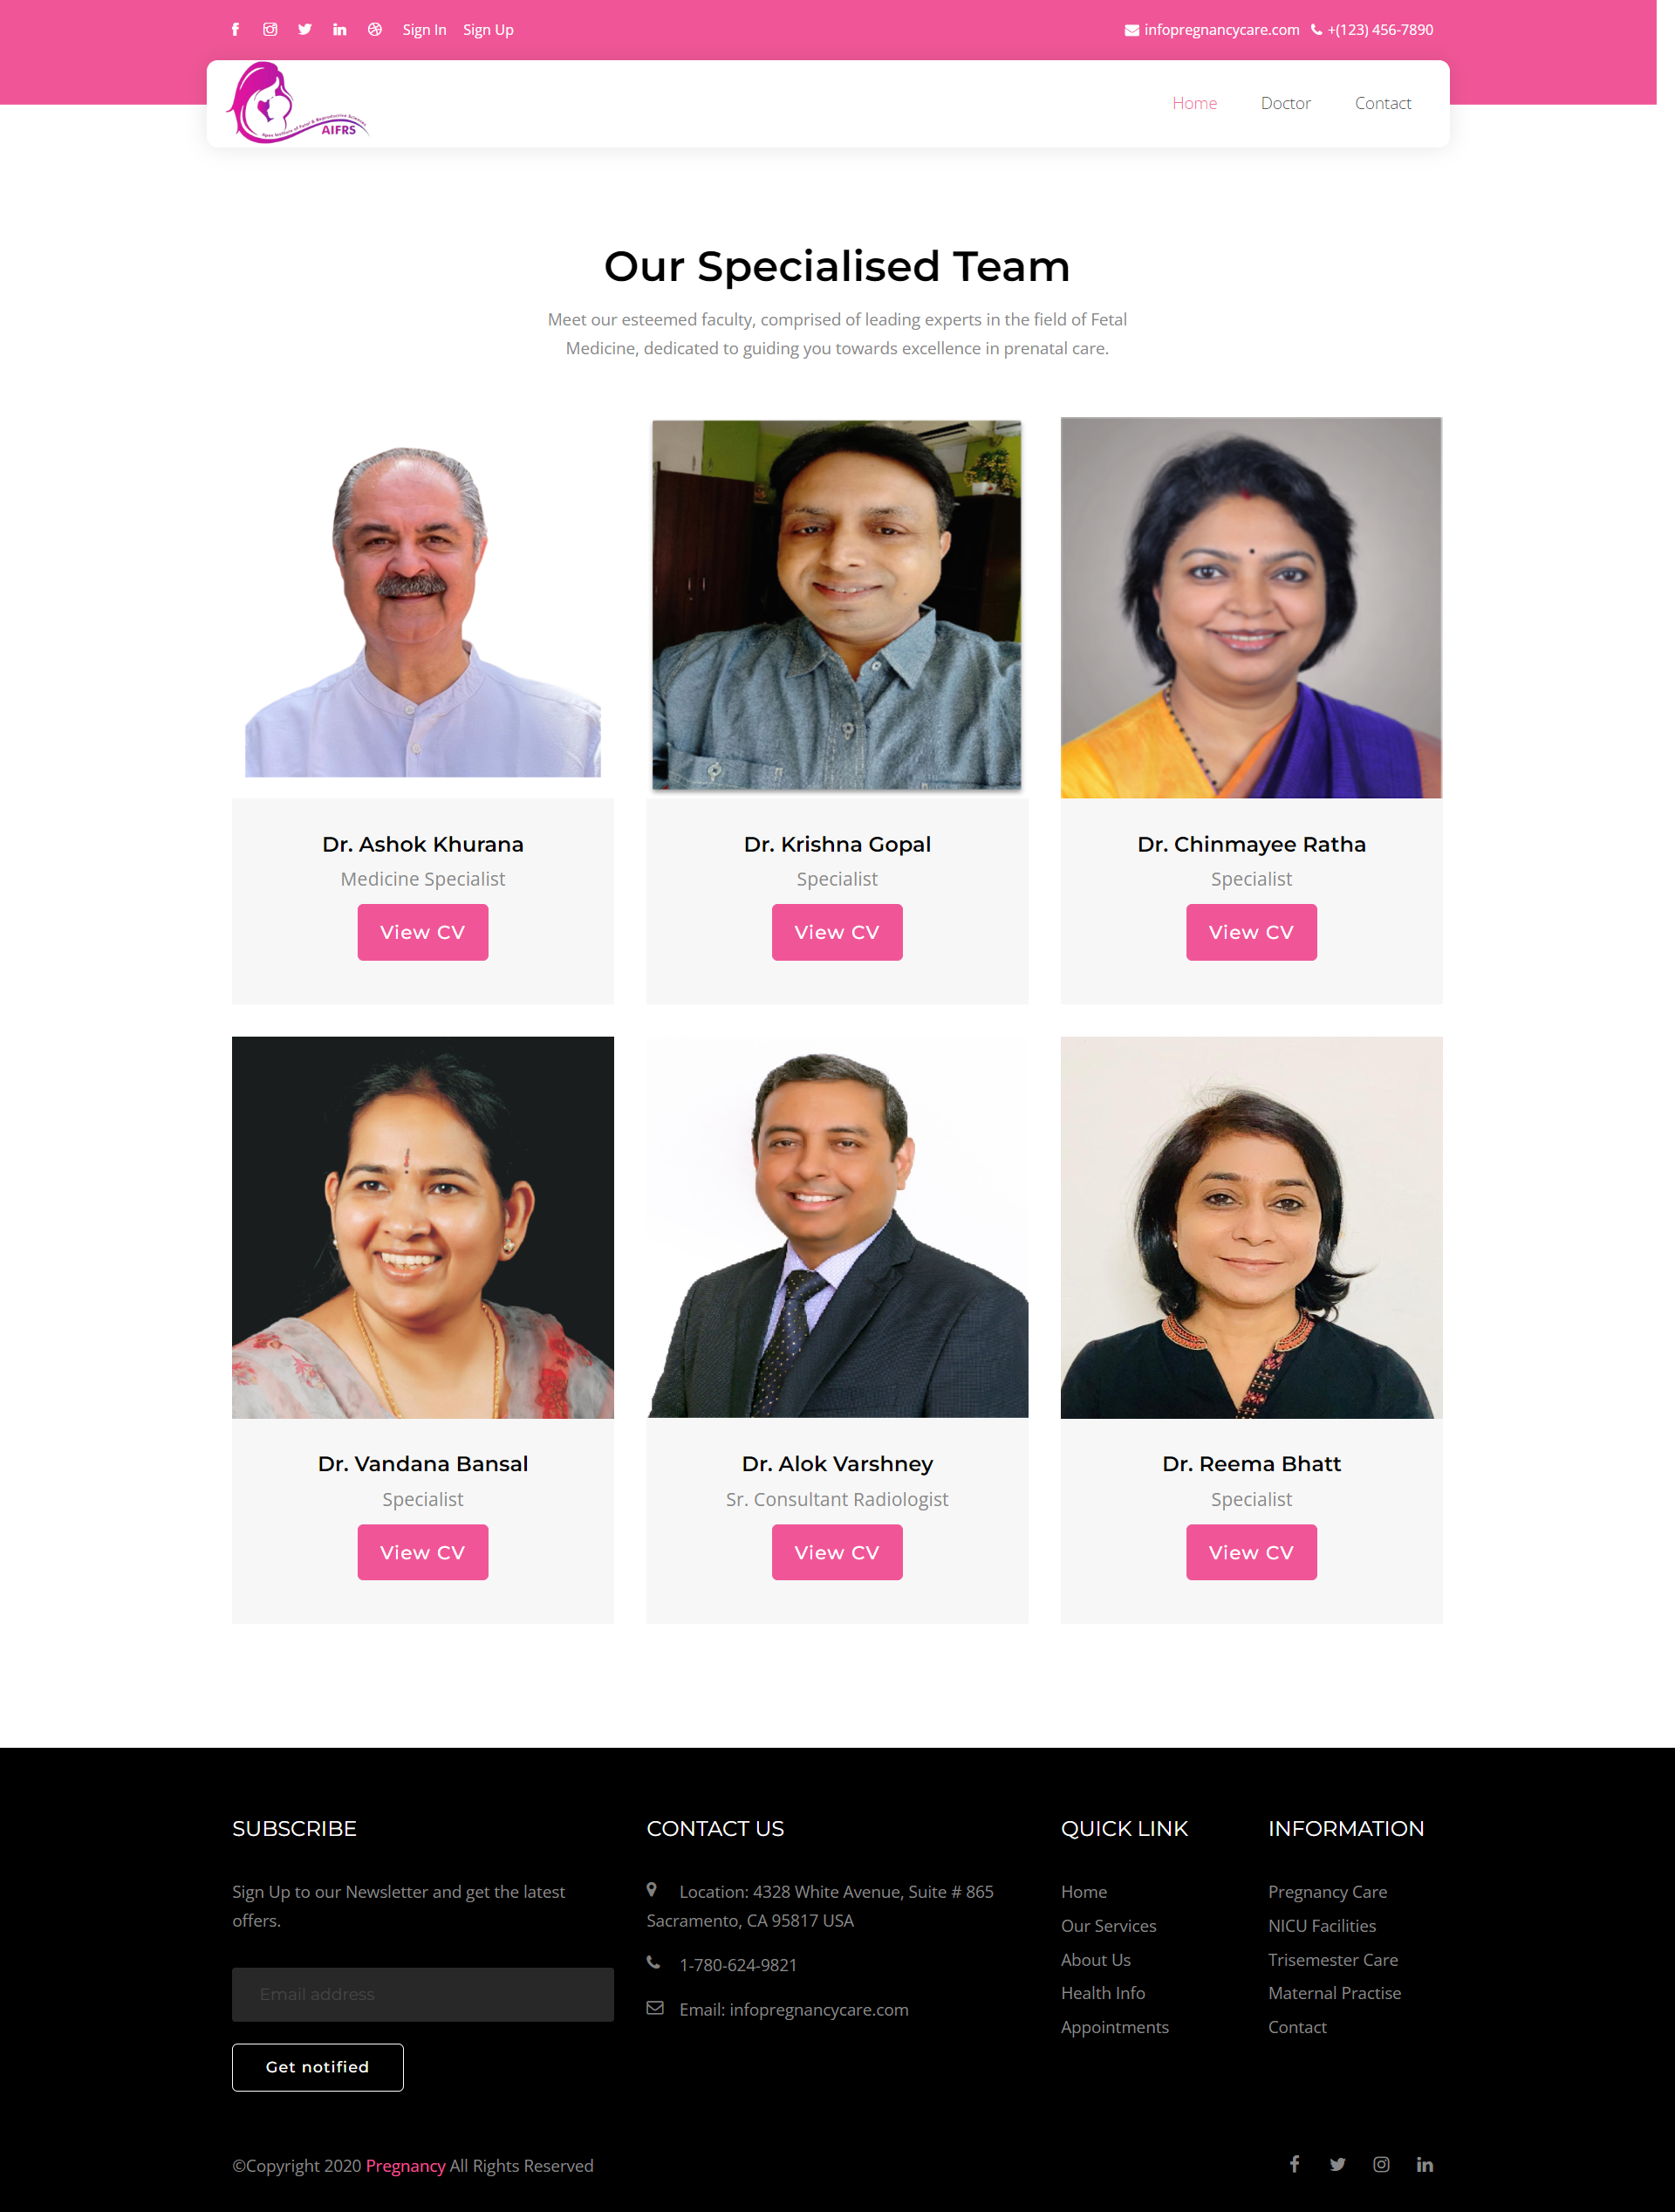 Sign In Sign Up
infopregnancycare.com +(123) 456-7890
Apex Institute of Fetal & Reproductive Sciences
AIFRS
Home Doctor Contact
Our Specialised Team
Meet our esteemed faculty, comprised of leading experts in the field of Fetal
Medicine, dedicated to guiding you towards excellence in prenatal care.
Dr. Ashok Khurana
Medicine Specialist
View CV
Dr. Krishna Gopal
Specialist
View CV
Dr. Chinmayee Ratha
Specialist
View CV
Dr. Vandana Bansal
Specialist
View CV
Dr. Alok Varshney
Sr. Consultant Radiologist
View CV
Dr. Reema Bhatt
Specialist
View CV
SUBSCRIBE
Sign Up to our Newsletter and get the latest
offers.
Email address
Get notified
CONTACT US
Location: 4328 White Avenue, Suite # 865
Sacramento, CA 95817 USA
1-780-624-9821
Email: infopregnancycare.com
QUICK LINK
Home
Our Services
About Us
Health Info
Appointments
INFORMATION
Pregnancy Care
NICU Facilities
Trisemester Care
Maternal Practise
Contact
©Copyright 2020 Pregnancy All Rights Reserved